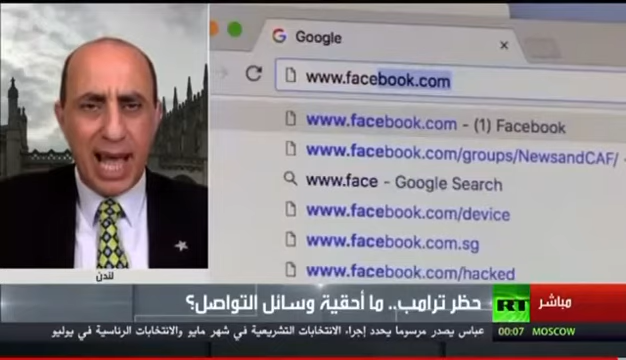 Google
www.facebook.com
www.facebook.com - (1) Facebook
www.facebook.com/groups/NewsandCAF/ -
www.face - Google Search
www.facebook.com/device
www.facebook.com.sg
www.facebook.com/hacked
لندن
حظر ترامب.. ما أحقية وسائل التواصل؟
RT
مباشر
00:07 MOSCOW
عباس يصدر مرسوما يحدد إجراء الانتخابات التشريعية في شهر مايو والانتخابات الرئاسية في يوليو